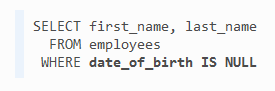 SELECT first_name, last_name
FROM employees
WHERE date_of_birth IS NULL